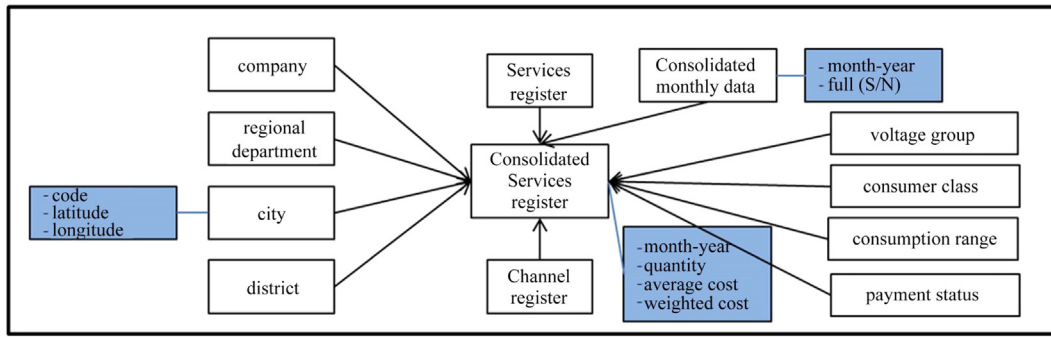 company
regional
department
- code
- latitude
- longitude
city
district
Services
register
Consolidated
Services
register
Channel
register
Consolidated
monthly data
- month-year
- full (S/N)
- month-year
- quantity
- average cost
- weighted cost
voltage group
consumer class
consumption range
payment status